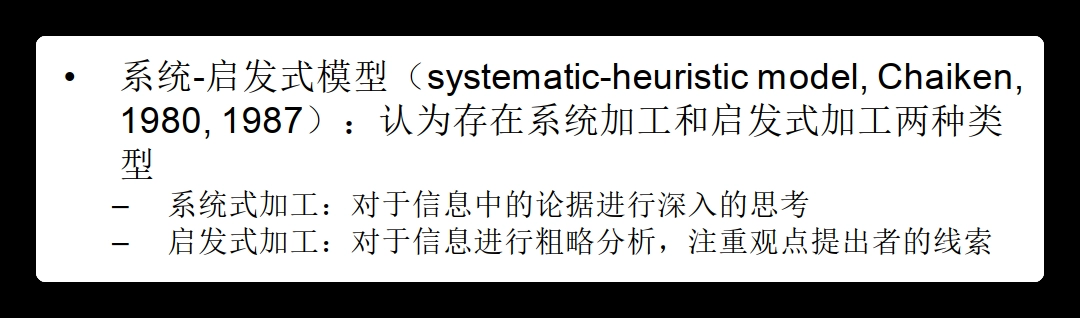 • 系统-启发式模型（systematic-heuristic model, Chaiken,
1980, 1987）：认为存在系统加工和启发式加工两种类
型
– 系统式加工：对于信息中的论据进行深入的思考
– 启发式加工：对于信息进行粗略分析，注重观点提出者的线索